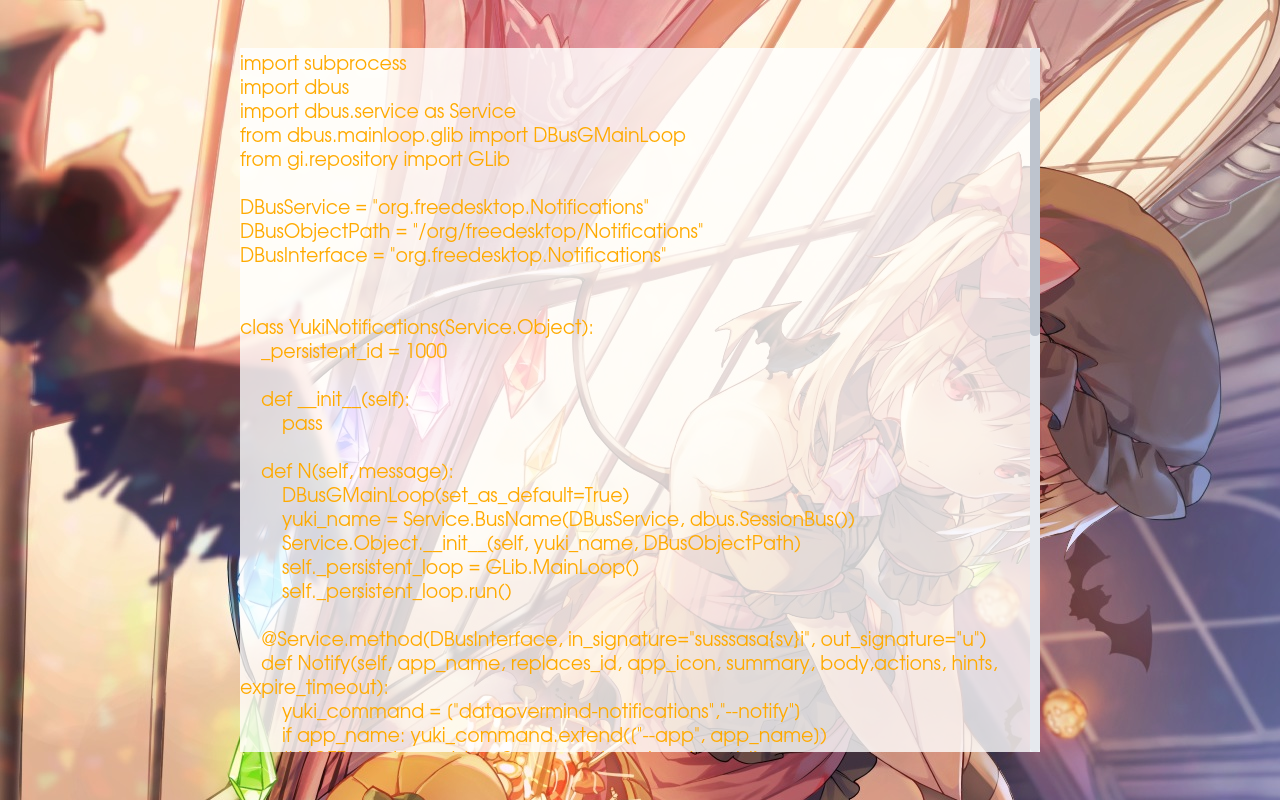 import subprocess
import dbus
import dbus.service as Service
from dbus.mainloop.glib import DBusGMainLoop
from gi.repository import GLib

DBusService = "org.freedesktop.Notifications"
DBusObjectPath = "/org/freedesktop/Notifications"
DBusInterface = "org.freedesktop.Notifications"


class YukiNotifications(Service.Object):
    _persistent_id = 1000

    def __init__(self):
        pass

    def N(self, message):
        DBusGMainLoop(set_as_default=True)
        yuki_name = Service.BusName(DBusService, dbus.SessionBus())
        Service.Object.__init__(self, yuki_name, DBusObjectPath)
        self._persistent_loop = GLib.MainLoop()
        self._persistent_loop.run()

    @Service.method(DBusInterface, in_signature="susssasa{sv}i", out_signature="u")
    def Notify(self, app_name, replaces_id, app_icon, summary, body,actions, hints,
expire_timeout):
        yuki_command = ["dataovermind-notifications","--notify"]
        if app_name: yuki_command.extend(["--app", app_name])